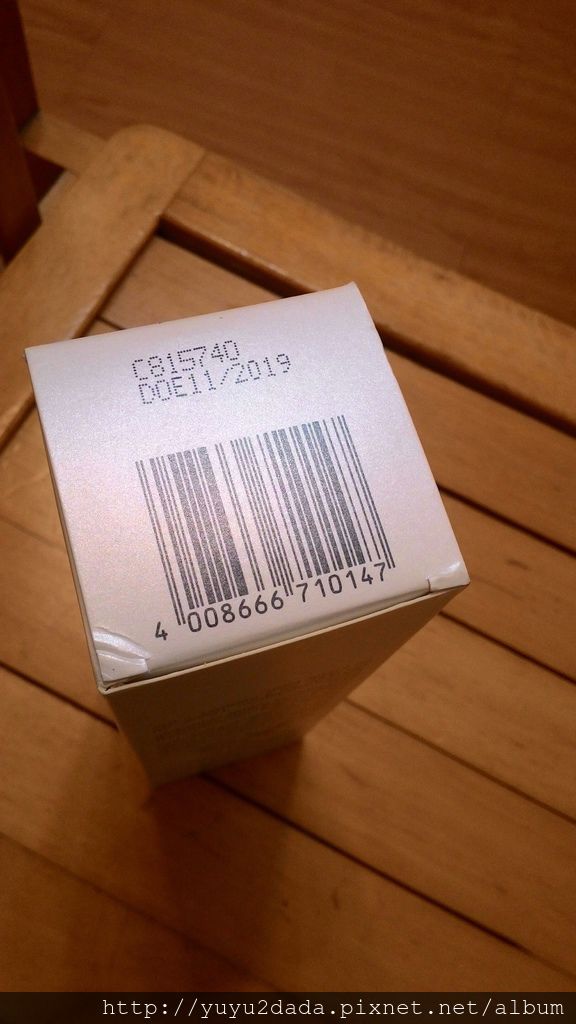 C815740
DOE11/2019
4 008666 710147
http://yuyu2dada.pixnet.net/album